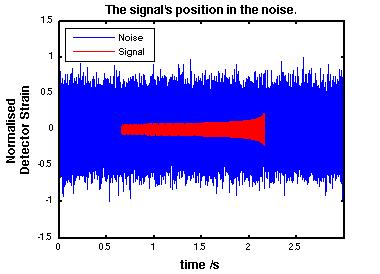 The signal's position in the noise.
1.5
1
0.5
0
-0.5
-1
-1.5
Normalised
Detector Strain
Noise
Signal
0
0.5
1
1.5
2
2.5
time /s